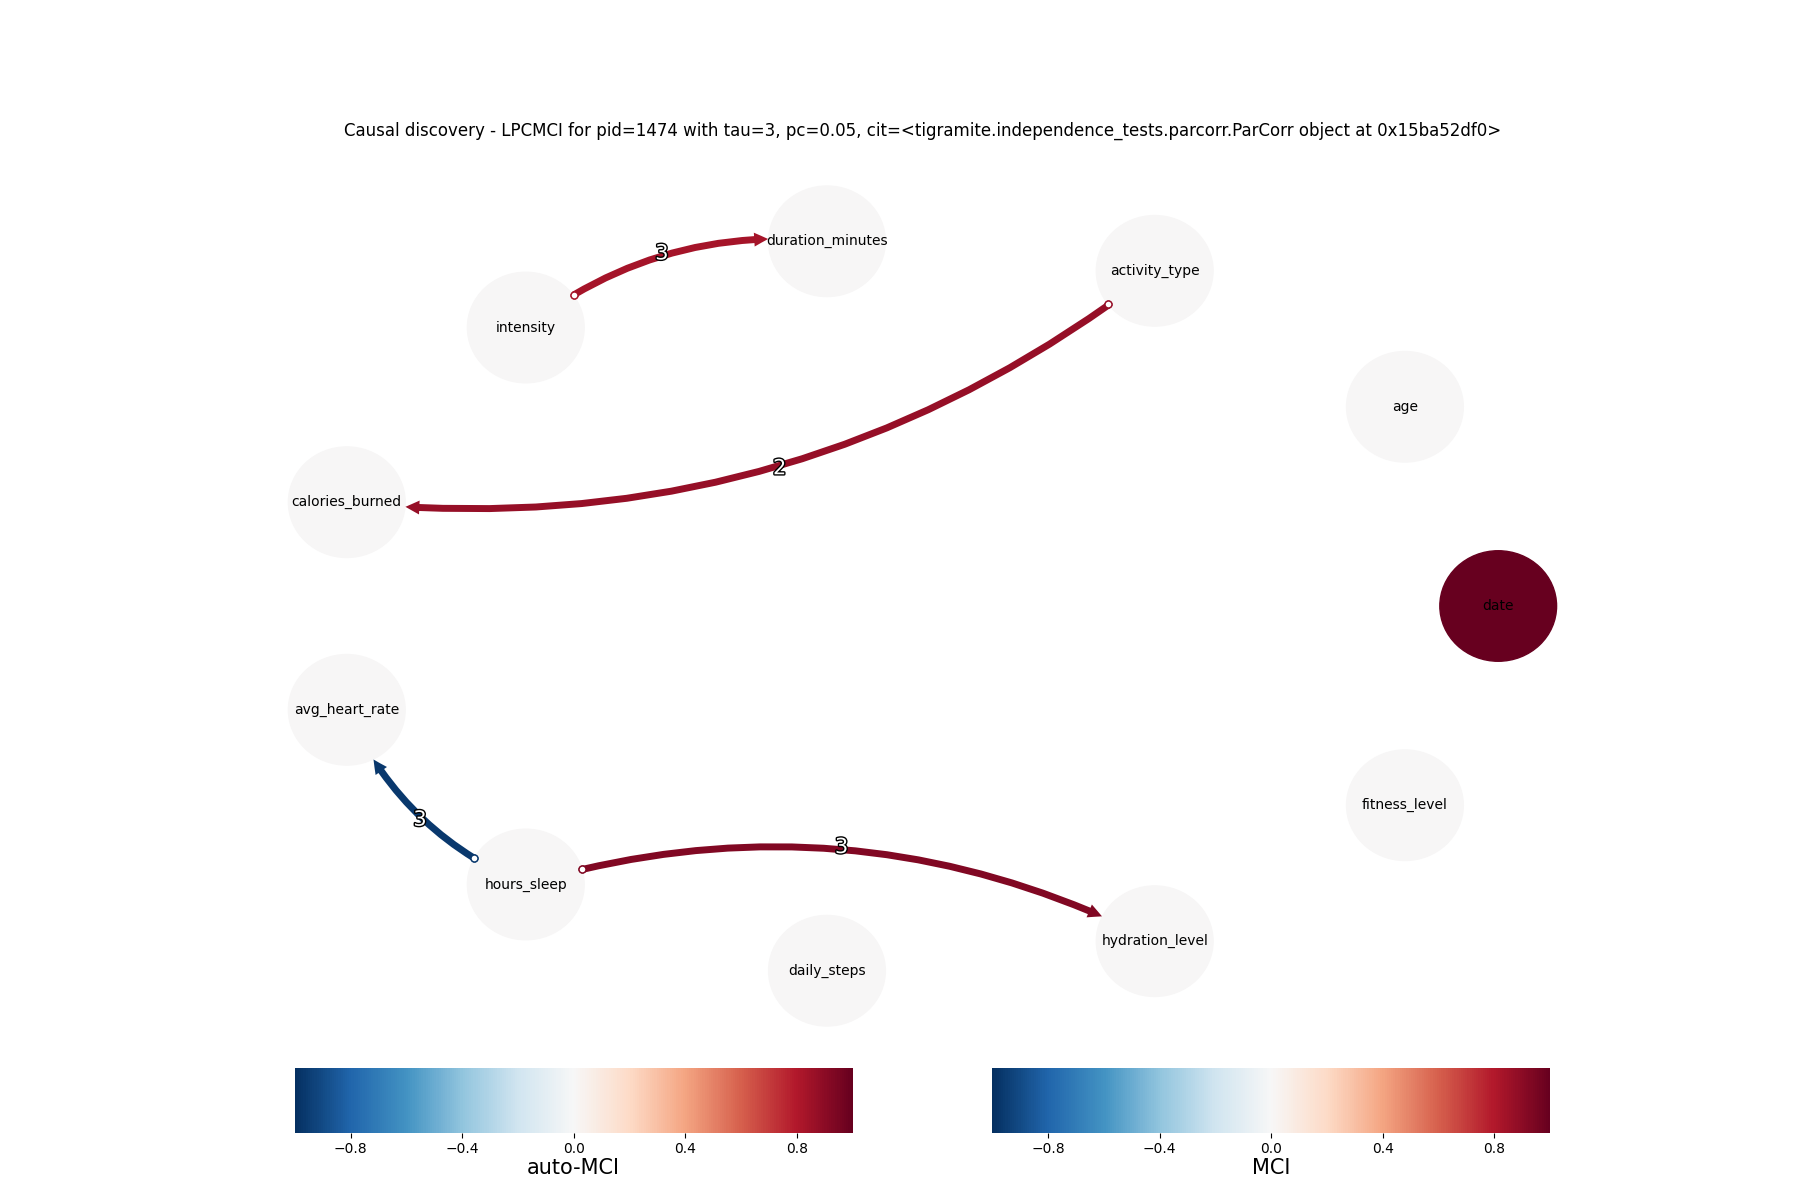 Causal discovery - LPCMCI for pid=1474 with tau=3, pc=0.05, cit=<tigramite.independence_tests.parcorr.ParCorr object at 0x15ba52df0>
duration_minutes
3
activity_type
intensity
age
2
calories_burned
date
avg_heart_rate
fitness_level
3
3
hours_sleep
hydration_level
daily_steps
−0.8 −0.4 0.0 0.4 0.8
auto-MCI
−0.8 −0.4 0.0 0.4 0.8
MCI